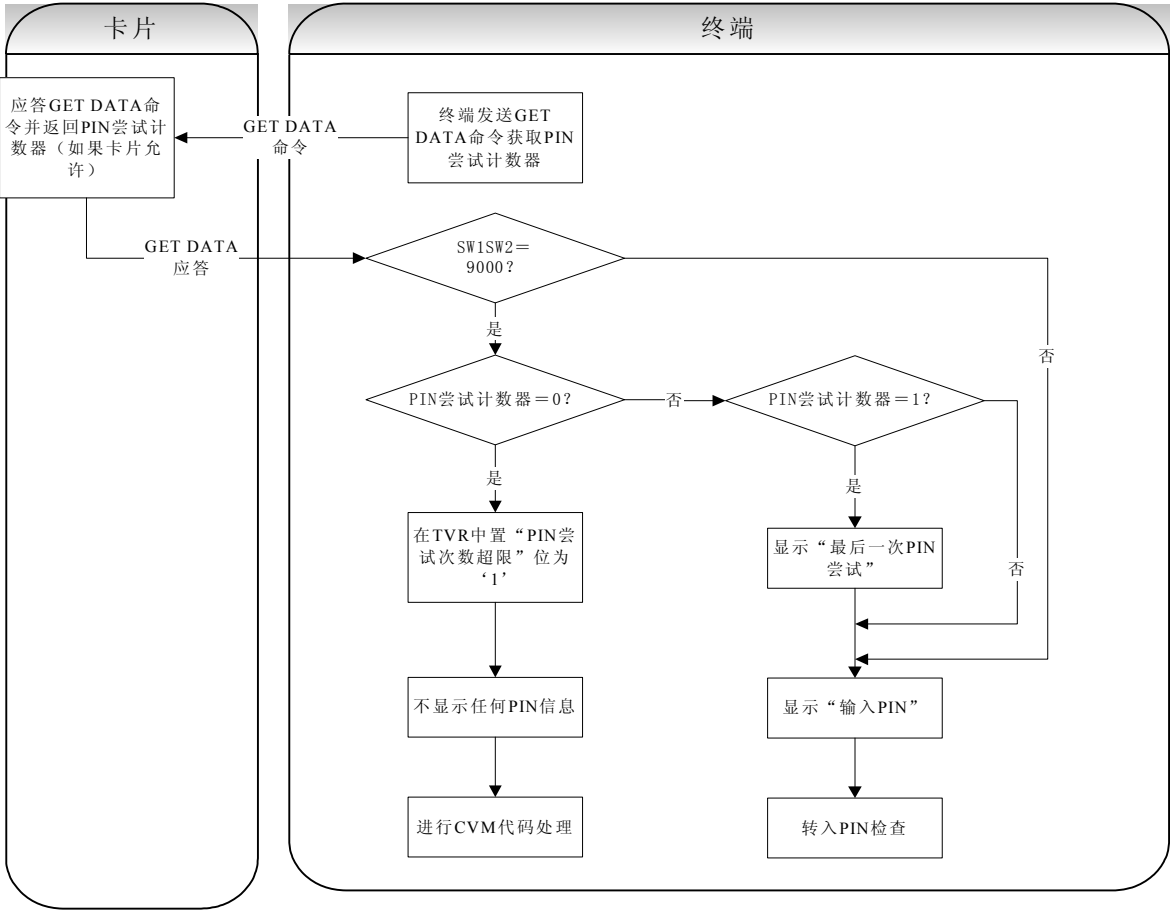 卡片
终端
应答GET DATA命
令并返回PIN尝试计
数器（如果卡片允
许）
GET DATA
命令
终端发送GET
DATA命令获取PIN
尝试计数器
GET DATA
应答
SW1SW2＝
9000?
是
否
PIN尝试计数器＝0?
否
PIN尝试计数器＝1?
是
是
否
在TVR中置“PIN尝
试次数超限”位为
‘1’
显示“最后一次PIN
尝试”
不显示任何PIN信息
显示“输入PIN”
进行CVM代码处理
转入PIN检查